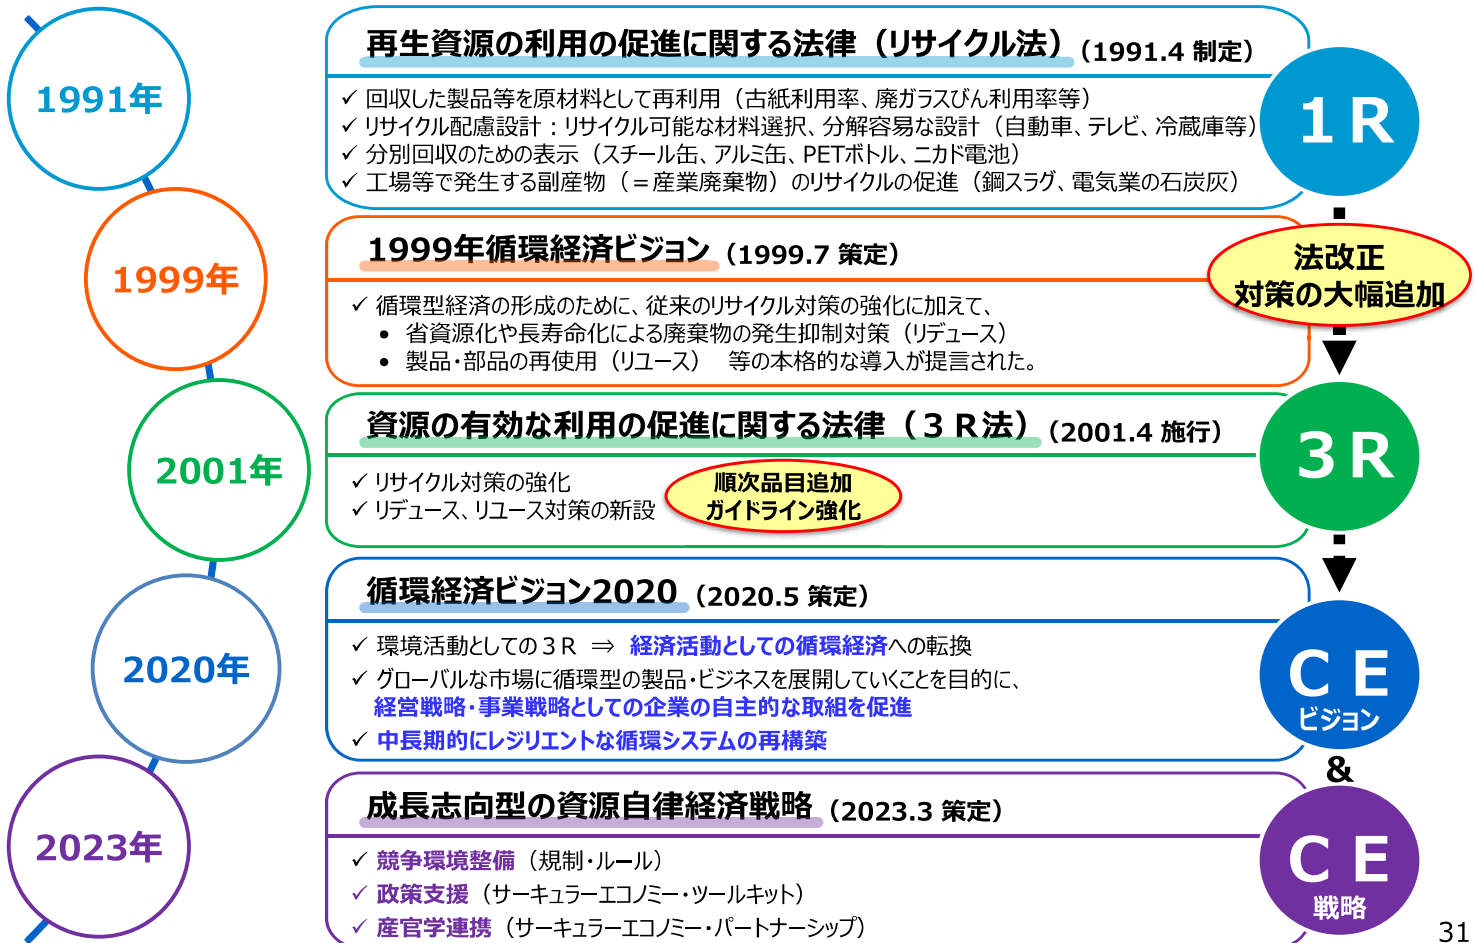 1991年
再生資源の利用の促進に関する法律（リサイクル法）（1991.4 制定）
✓ 回収した製品等を原材料として再利用（古紙利用率、廃ガラスびん利用率等）
✓ リサイクル配慮設計：リサイクル可能な材料選択、分解容易な設計（自動車、テレビ、冷蔵庫等）
✓ 分別回収のための表示（スチール缶、アルミ缶、PETボトル、ニカド電池）
✓ 工場等で発生する副産物（＝産業廃棄物）のリサイクルの促進（鋼スラグ、電気業の石炭灰）
１Ｒ
法改正
対策の大幅追加
1999年
1999年循環経済ビジョン（1999.7 策定）
✓ 循環型経済の形成のために、従来のリサイクル対策の強化に加えて、
• 省資源化や長寿命化による廃棄物の発生抑制対策（リデュース）
• 製品・部品の再使用（リユース）　等の本格的な導入が提言された。
2001年
資源の有効な利用の促進に関する法律（３Ｒ法）（2001.4 施行）
✓ リサイクル対策の強化
✓ リデュース、リユース対策の新設
順次品目追加
ガイドライン強化
３Ｒ
2020年
循環経済ビジョン2020（2020.5 策定）
✓ 環境活動としての３Ｒ ⇒ 経済活動としての循環経済への転換
✓ グローバルな市場に循環型の製品・ビジネスを展開していくことを目的に、
経営戦略・事業戦略としての企業の自主的な取組を促進
✓ 中長期的にレジリエントな循環システムの再構築
ＣＥ
ビジョン
&
2023年
成長志向型の資源自律経済戦略（2023.3 策定）
✓ 競争環境整備（規制・ルール）
✓ 政策支援（サーキュラーエコノミー・ツールキット）
✓ 産官学連携（サーキュラーエコノミー・パートナーシップ）
ＣＥ
戦略
31